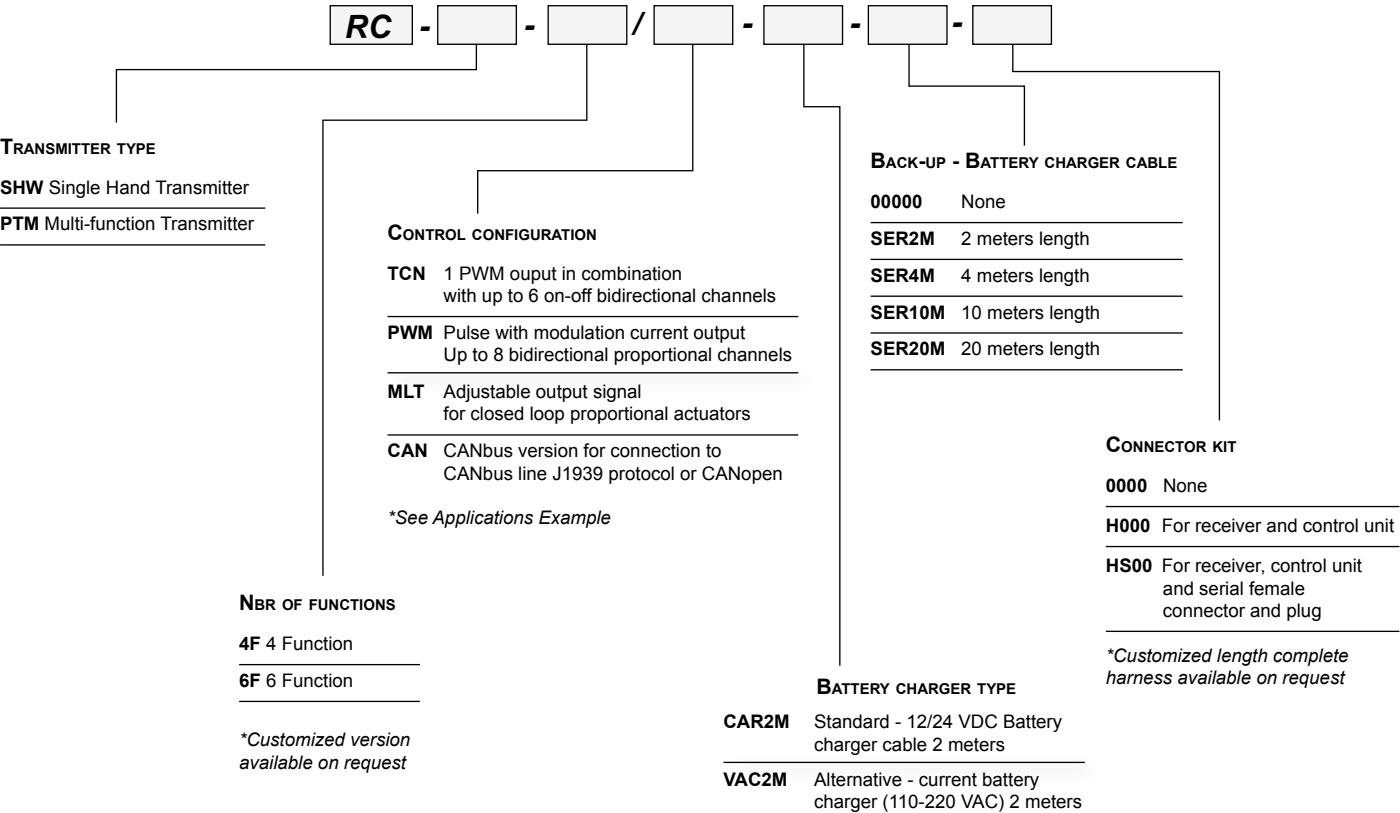 RC - - / - - -
TRANSMITTER TYPE
SHW Single Hand Transmitter
PTM Multi-function Transmitter
NBR OF FUNCTIONS
4F 4 Function
6F 6 Function
*Customized version
available on request
CONTROL CONFIGURATION
TCN 1 PWM ouput in combination
with up to 6 on-off bidirectional channels
PWM Pulse with modulation current output
Up to 8 bidirectional proportional channels
MLT Adjustable output signal
for closed loop proportional actuators
CAN CANbus version for connection to
CANbus line J1939 protocol or CANopen
*See Applications Example
BATTERY CHARGER TYPE
CAR2M Standard - 12/24 VDC Battery
charger cable 2 meters
VAC2M Alternative - current battery
charger (110-220 VAC) 2 meters
BACK-UP - BATTERY CHARGER CABLE
00000 None
SER2M 2 meters length
SER4M 4 meters length
SER10M 10 meters length
SER20M 20 meters length
CONNECTOR KIT
0000 None
H000 For receiver and control unit
HS00 For receiver, control unit
and serial female
connector and plug
*Customized length complete
harness available on request